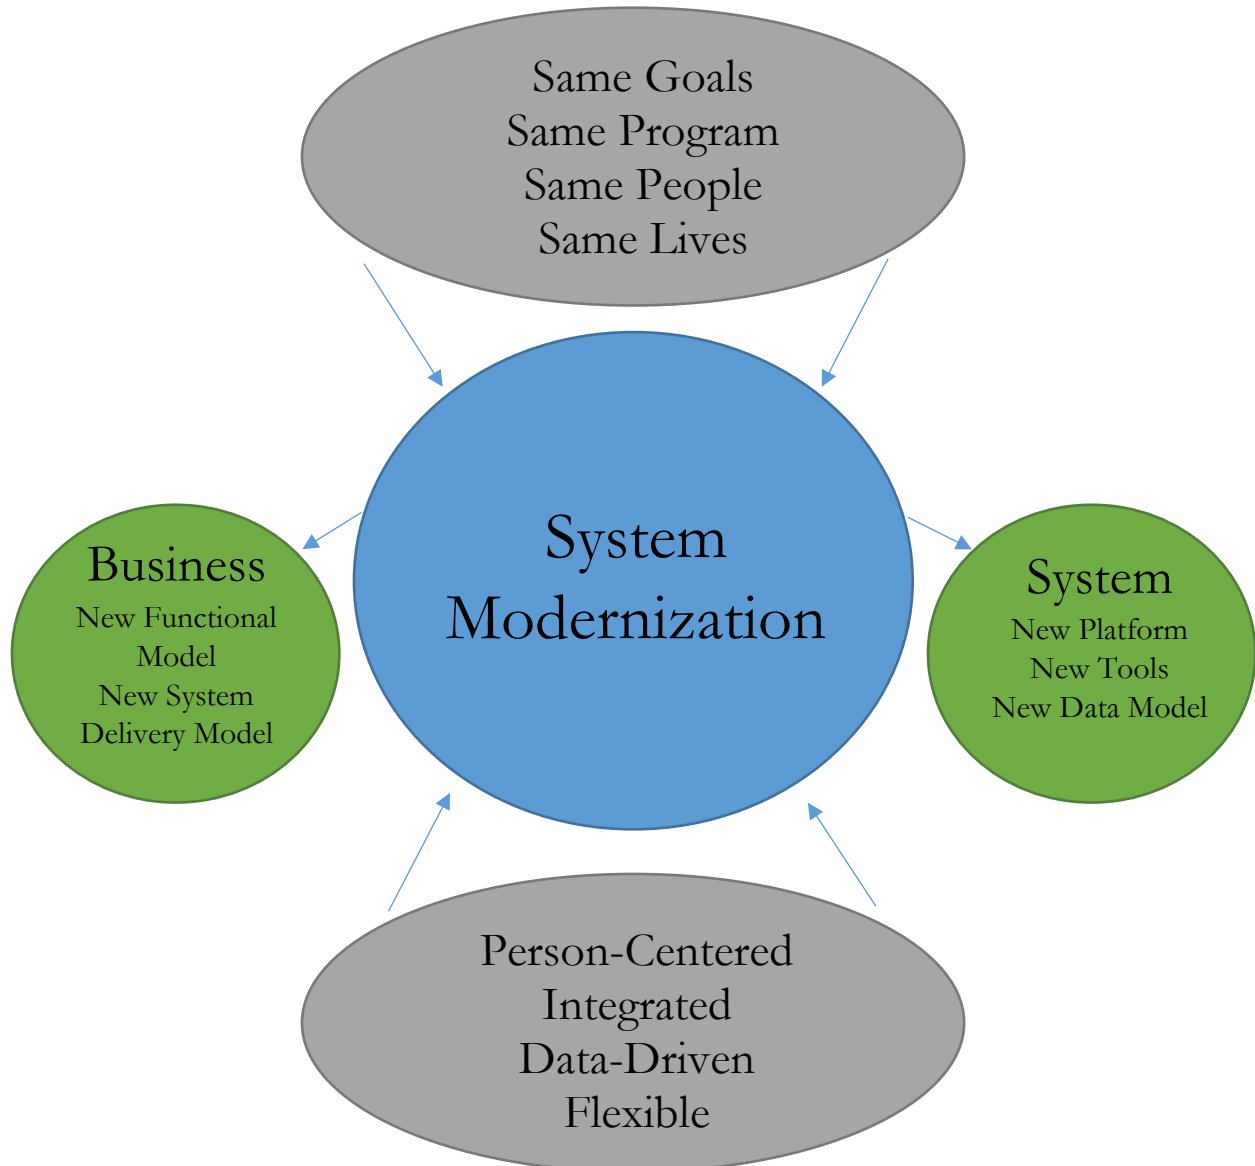 Same Goals
Same Program
Same People
Same Lives
System
Modernization
Business
New Functional
Model
New System
Delivery Model
System
New Platform
New Tools
New Data Model
Person-Centered
Integrated
Data-Driven
Flexible